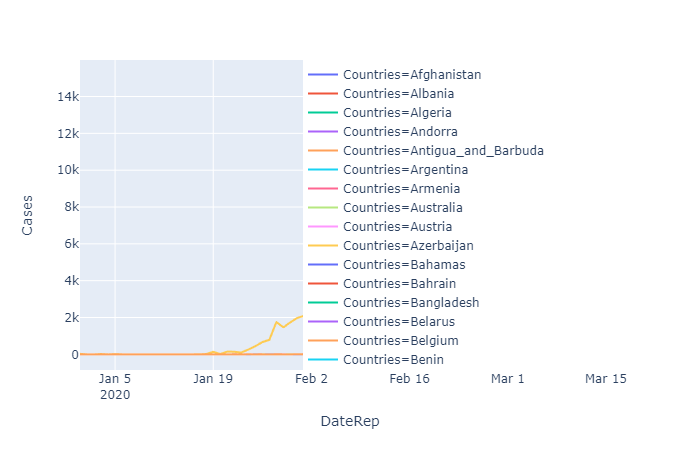 Cases
14k
12k
10k
8k
6k
4k
2k
0
Jan 5
2020
Jan 19
Feb 2
Feb 16
Mar 1
Mar 15
DateRep
Countries=Afghanistan
Countries=Albania
Countries=Algeria
Countries=Andorra
Countries=Antigua_and_Barbuda
Countries=Argentina
Countries=Armenia
Countries=Australia
Countries=Austria
Countries=Azerbaijan
Countries=Bahamas
Countries=Bahrain
Countries=Bangladesh
Countries=Belarus
Countries=Belgium
Countries=Benin